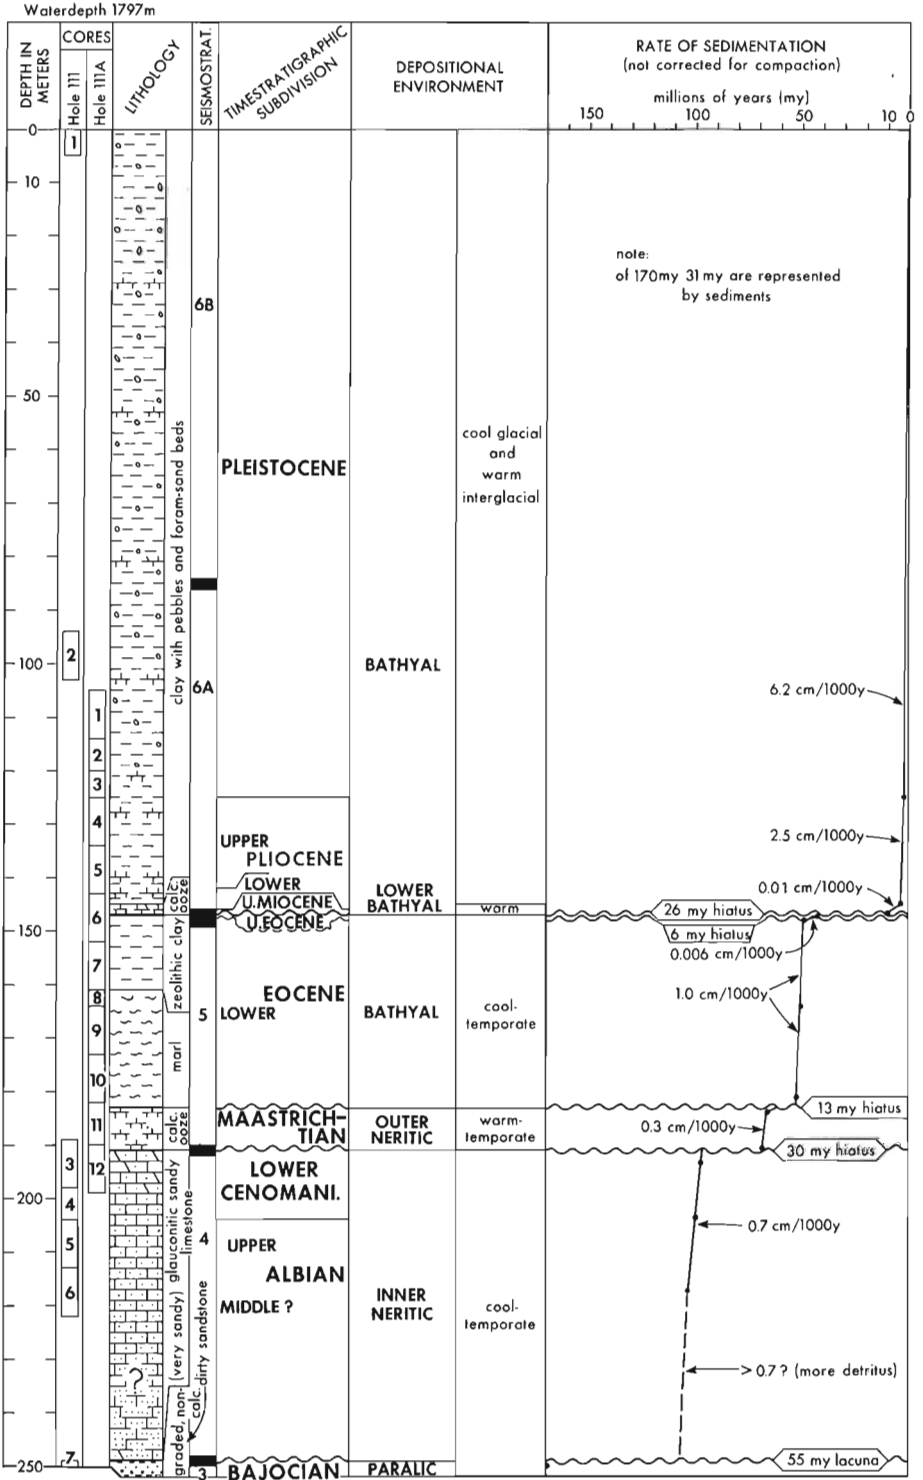 Waterdepth 1797m
DEPTH IN
METERS
CORES
Hole 111
Hole 111A
LITHOLOGY
SEISMOSTRAT.
TIMESTRATIGRAPHIC
SUBDIVISION
DEPOSITIONAL
ENVIRONMENT
RATE OF SEDIMENTATION
(not corrected for compaction)
millions of years (my)
150 100 50 10 0
0
10
50
100
150
200
250
1
2
3
4
5
6
7
1
2
3
4
5
6
7
8
9
10
11
12
?
clay with pebbles and foram-sand beds
calc.
ooze
zeolithic clay
marl
calc.
ooze
glauconitic sandy
limestone
(very sandy)
graded, non-
calc. dirty sandstone
6B
6A
5
4
3
PLEISTOCENE
UPPER
PLIOCENE
LOWER
U.MIOCENE
U.EOCENE
EOCENE
LOWER
MAASTRICH-
TIAN
LOWER
CENOMANI.
UPPER
ALBIAN
MIDDLE ?
BAJOCIAN
BATHYAL
LOWER
BATHYAL
BATHYAL
OUTER
NERITIC
INNER
NERITIC
PARALIC
cool glacial
and
warm
interglacial
warm
cool-
temporate
warm-
temporate
cool-
temporate
note:
of 170my 31 my are represented
by sediments
6.2 cm/1000y
2.5 cm/1000y
0.01 cm/1000y
26 my hiatus
6 my hiatus
0.006 cm/1000y
1.0 cm/1000y
13 my hiatus
0.3 cm/1000y
30 my hiatus
0.7 cm/1000y
>0.7 ? (more detritus)
55 my lacuna